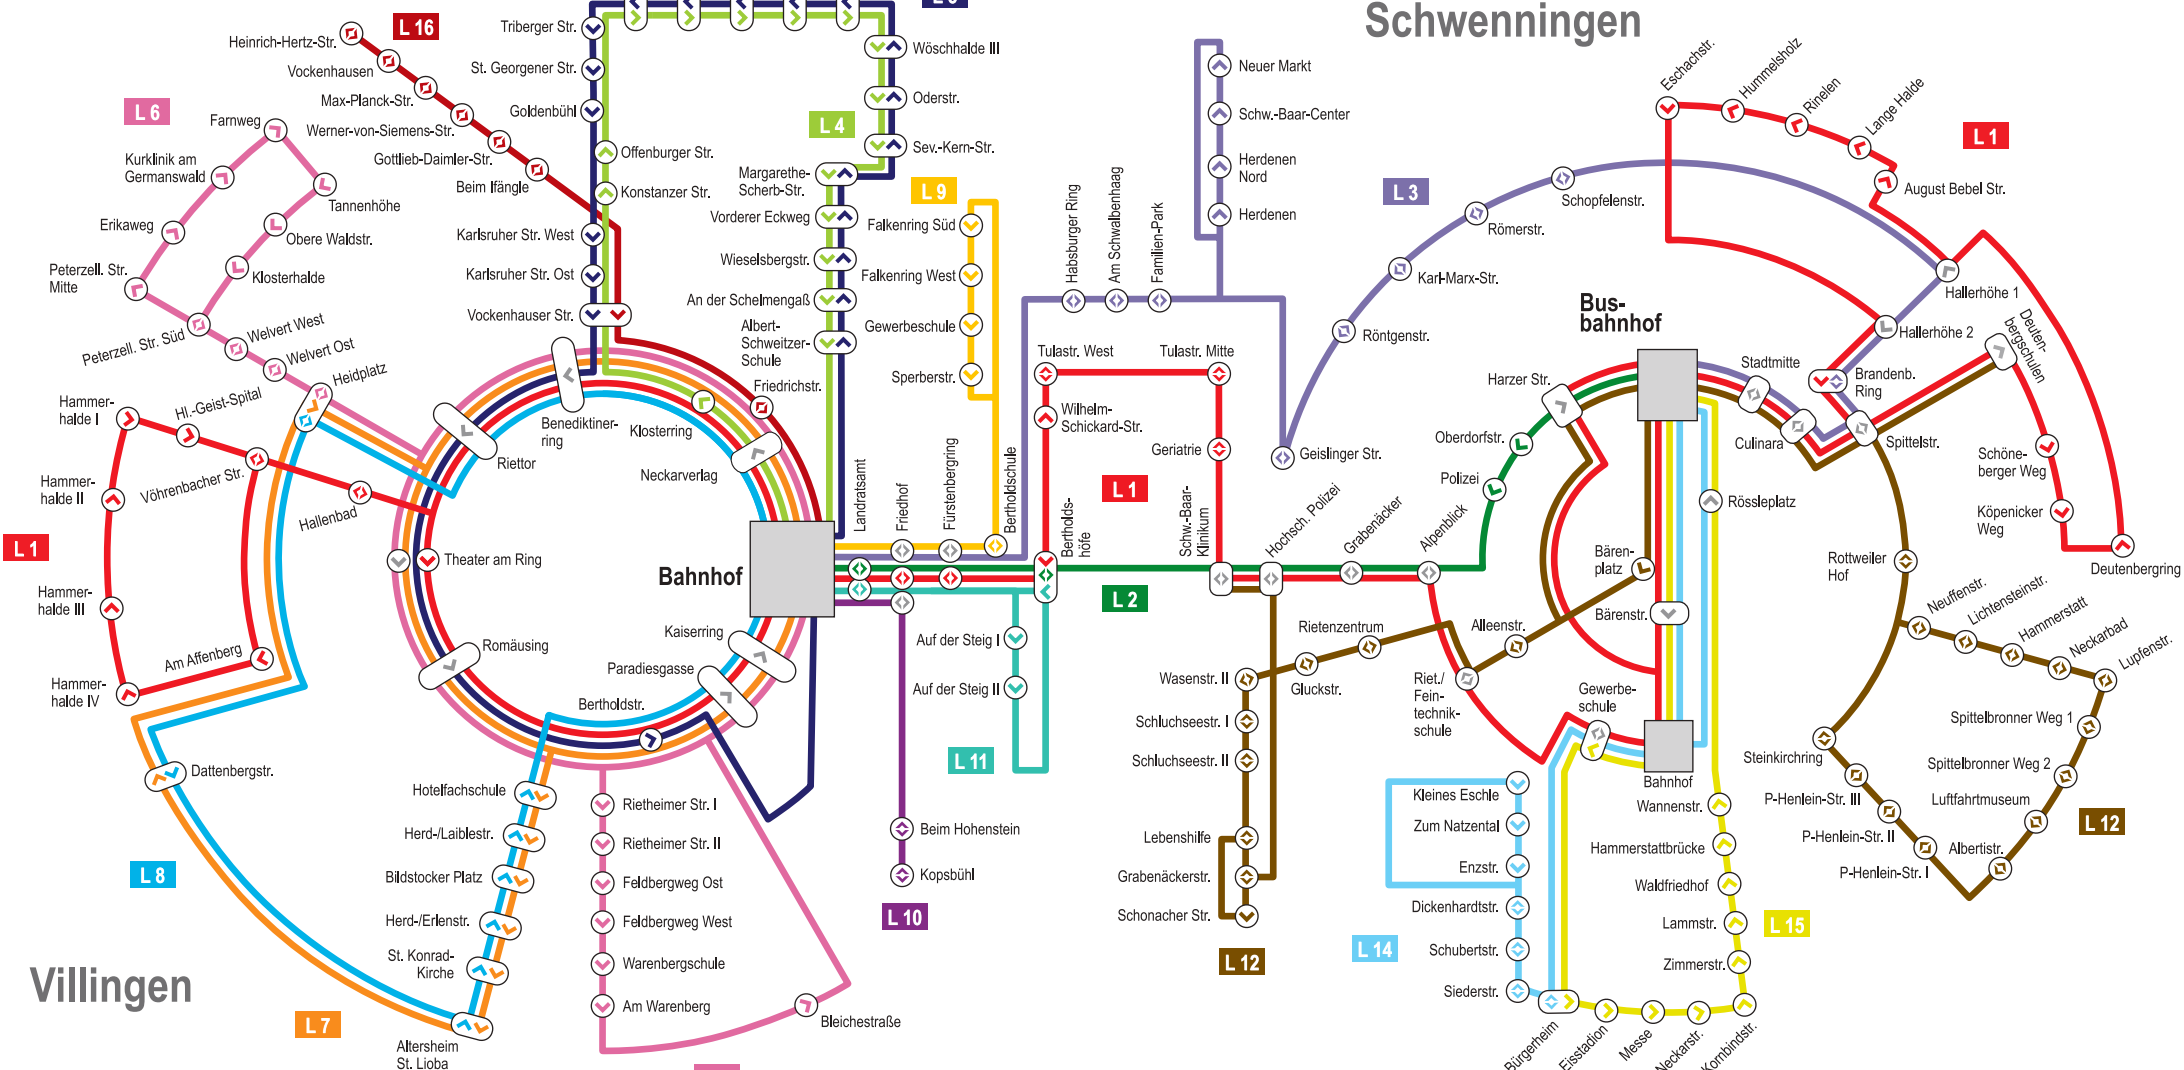 Schwenningen
L 16
Heinrich-Hertz-Str.
Vockenhausen
Max-Planck-Str.
Werner-von-Siemens-Str.
Gottlieb-Daimler-Str.
Beim Ifängle
L 6
Farnweg
Kurklinik am
Germanswald
Erikaweg
Peterzell. Str.
Mitte
Tannenhöhe
Obere Waldstr.
Klosterhalde
Peterzell. Str. Süd
Welvert West
Welvert Ost
Heidplatz
Triberger Str.
St. Georgener Str.
Goldenbühl
Offenburger Str.
Konstanzer Str.
Karlsruher Str. West
Karlsruher Str. Ost
Vockenhauser Str.
Wöschhalde III
Oderstr.
Sev.-Kern-Str.
L 4
Margarethe-
Scherb-Str.
Vorderer Eckweg
Wieselsbergstr.
An der Schelmengaß
Albert-
Schweitzer-
Schule
Friedrichstr.
L 9
Falkenring Süd
Falkenring West
Gewerbeschule
Sperberstr.
Hammer-
halde I
Hl.-Geist-Spital
Hammer-
halde II
Vöhrenbacher Str.
Hallenbad
L 1
Hammer-
halde III
Am Affenberg
Hammer-
halde IV
Riettor
Benediktiner-
ring
Klosterring
Neckarverlag
Theater am Ring
Romäusing
Bahnhof
Kaiserring
Paradiesgasse
Bertholdstr.
Landratsamt
Friedhof
Fürstenbergring
Bertholdschule
Bertholds-
höfe
Auf der Steig I
Auf der Steig II
L 11
Beim Hohenstein
Kopsbühl
L 10
Dattenbergstr.
L 8
L 7
Villingen
Hotelfachschule
Herd-/Laiblestr.
Bildstocker Platz
Herd-/Erlenstr.
St. Konrad-
Kirche
Altersheim
St. Lioba
Rietheimer Str. I
Rietheimer Str. II
Feldbergweg Ost
Feldbergweg West
Warenbergschule
Am Warenberg
Bleichestraße
Neuer Markt
Schw.-Baar-Center
Herdenen
Nord
Herdenen
Habsburger Ring
Am Schwalbenhaag
Familien-Park
L 3
Schopfelenstr.
Römerstr.
Karl-Marx-Str.
Röntgenstr.
Geislinger Str.
Tulastr. West
Tulastr. Mitte
Wilhelm-
Schickard-Str.
Geriatrie
L 1
Schw.-Baar-
Klinikum
Hochsch. Polizei
Grabenäcker
Alpenblick
L 2
Polizei
Oberdorfstr.
Harzer Str.
Bus-
bahnhof
Stadtmitte
Culinara
Spittelstr.
Brandenb.
Ring
Hallerhöhe 2
Hallerhöhe 1
Eschachstr.
Hummelsholz
Rinelen
Lange Halde
August Bebel Str.
L 1
Deuten-
bergschulen
Schöne-
berger Weg
Köpenicker
Weg
Deutenbergring
Rössleplatz
Bären-
platz
Bärenstr.
Alleenstr.
Riet./
Fein-
technik-
schule
Gewerbe-
schule
Bahnhof
Rietenzentrum
Gluckstr.
Wasenstr. II
Schluchseestr. I
Schluchseestr. II
Lebenshilfe
Grabenäckerstr.
Schonacher Str.
L 12
Kleines Eschle
Zum Natzental
Enzstr.
Dickenhardtstr.
Schubertstr.
Siederstr.
L 14
Bürgerheim
Eisstadion
Messe
Neckarstr.
Kornbindstr.
Zimmerstr.
Lammstr.
Waldfriedhof
Hammerstattbrücke
Wannenstr.
L 15
Rottweiler
Hof
Neuffenstr.
Lichtensteinstr.
Hammerstatt
Neckarbad
Lupfenstr.
Spittelbronner Weg 1
Spittelbronner Weg 2
Luftfahrtmuseum
Albertistr.
Steinkirchring
P-Henlein-Str. III
P-Henlein-Str. II
P-Henlein-Str. I
L 12